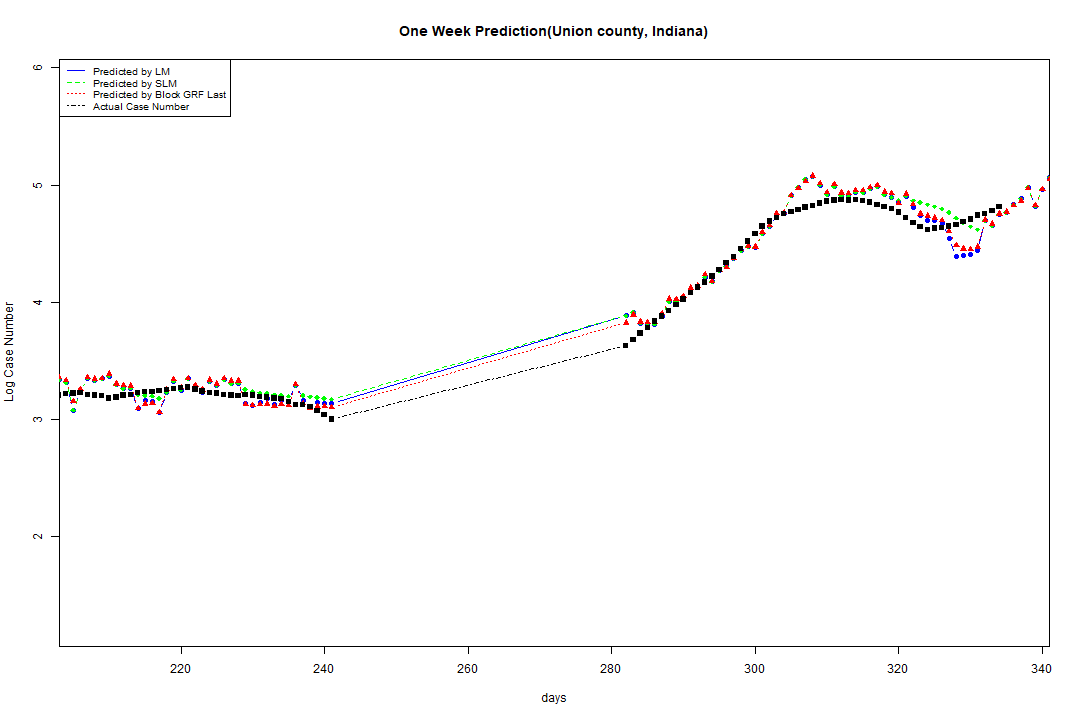 One Week Prediction(Union county, Indiana)
Predicted by LM
Predicted by SLM
Predicted by Block GRF Last
Actual Case Number
6
5
4
3
2
Log Case Number
220 240 260 280 300 320 340
days